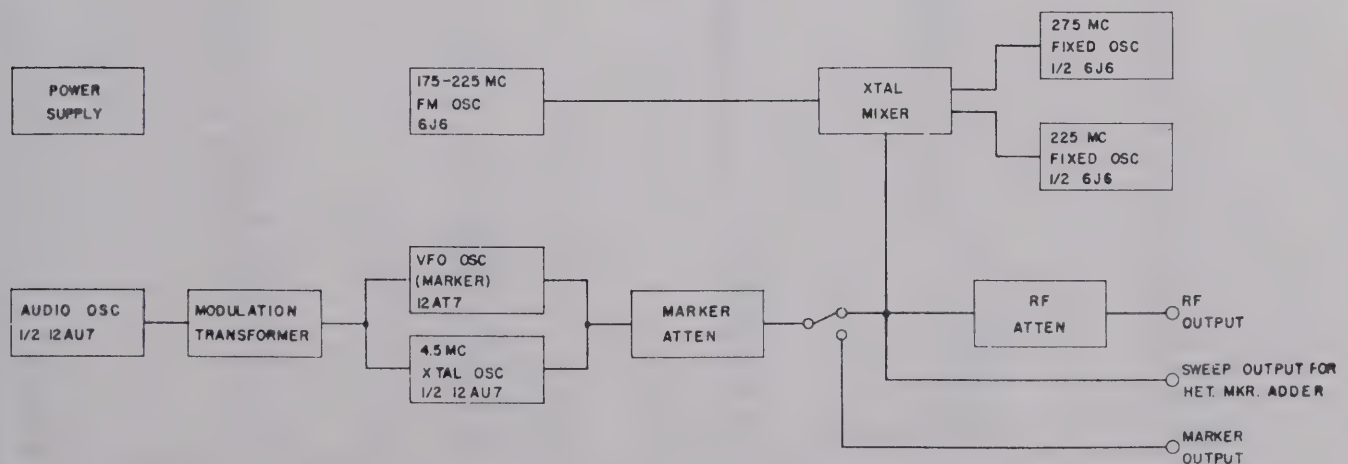 275 MC
FIXED OSC
1/2 6J6
POWER
SUPPLY
175-225 MC
FM OSC
6J6
XTAL
MIXER
225 MC
FIXED OSC
1/2 6J6
AUDIO OSC
1/2 12AU7
MODULATION
TRANSFORMER
VFO OSC
(MARKER)
12AT7
4.5 MC
XTAL OSC
1/2 12AU7
MARKER
ATTEN
RF
ATTEN
RF
OUTPUT
SWEEP OUTPUT FOR
HET. MKR. ADDER
MARKER
OUTPUT